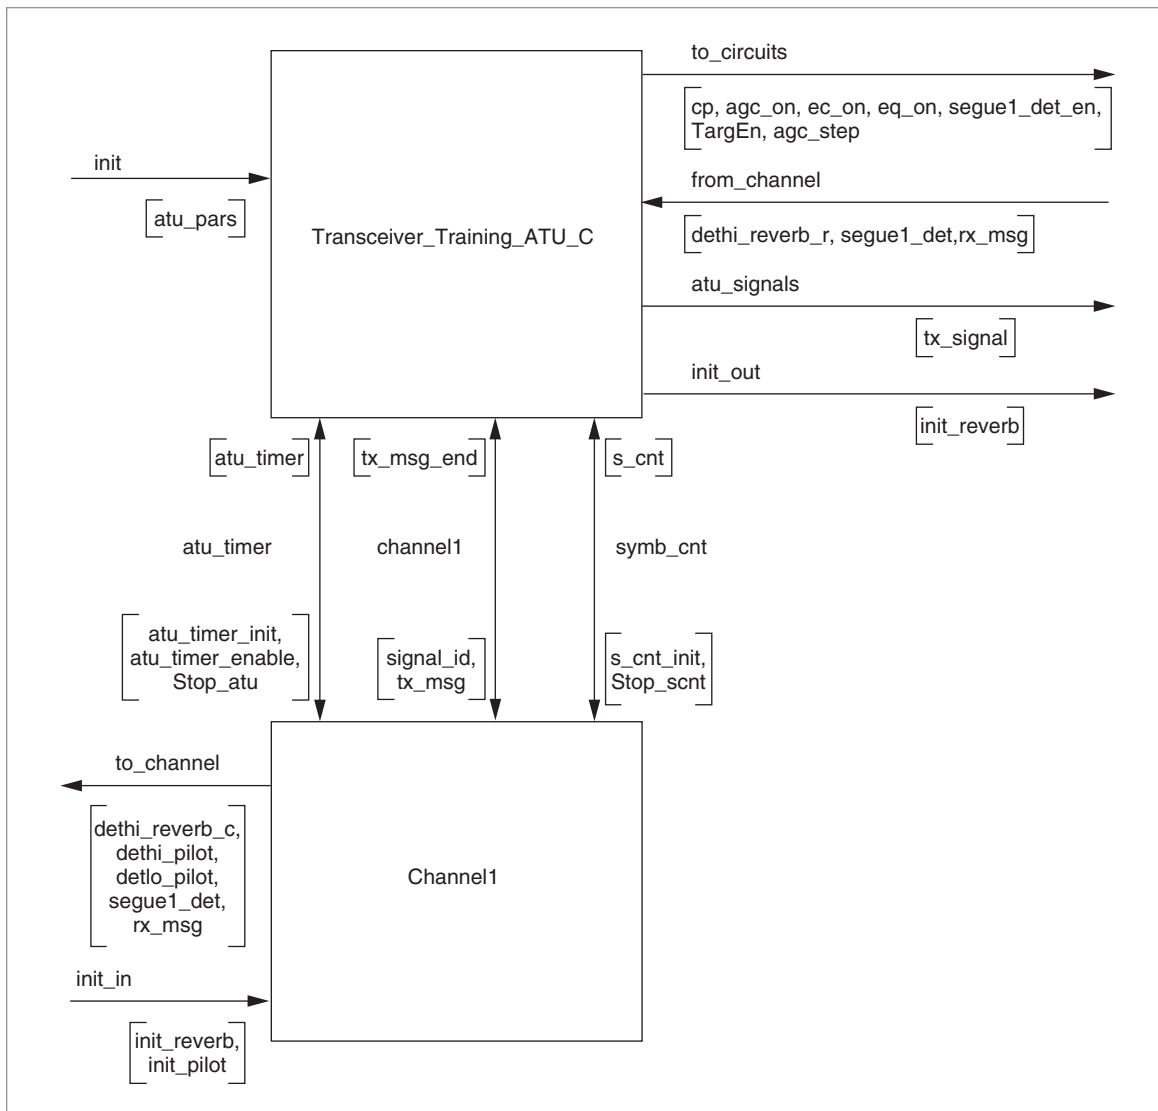 to_circuits
cp, agc_on, ec_on, eq_on, segue1_det_en,
TargEn, agc_step
init
atu_pars
from_channel
Transceiver_Training_ATU_C
dethi_reverb_r, segue1_det,rx_msg
atu_signals
tx_signal
init_out
init_reverb
atu_timer
tx_msg_end
s_cnt
atu_timer
channel1
symb_cnt
atu_timer_init,
atu_timer_enable,
Stop_atu
signal_id,
tx_msg
s_cnt_init,
Stop_scnt
to_channel
dethi_reverb_c,
dethi_pilot,
detlo_pilot,
segue1_det,
rx_msg
Channel1
init_in
init_reverb,
init_pilot